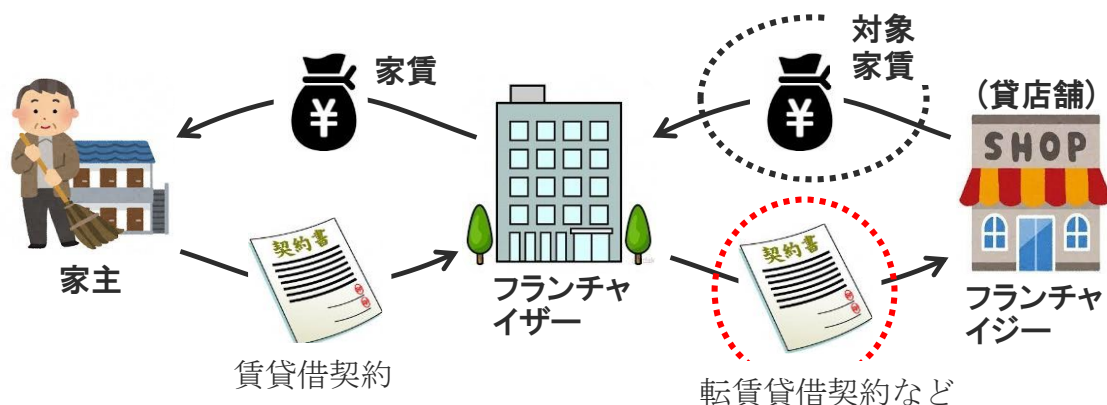 対象
家賃
家賃
(貸店舗)
¥
¥
SHOP
契約書
契約書
家主
フランチャ
イザー
フランチャ
イジー
賃貸借契約
転賃貸借契約など